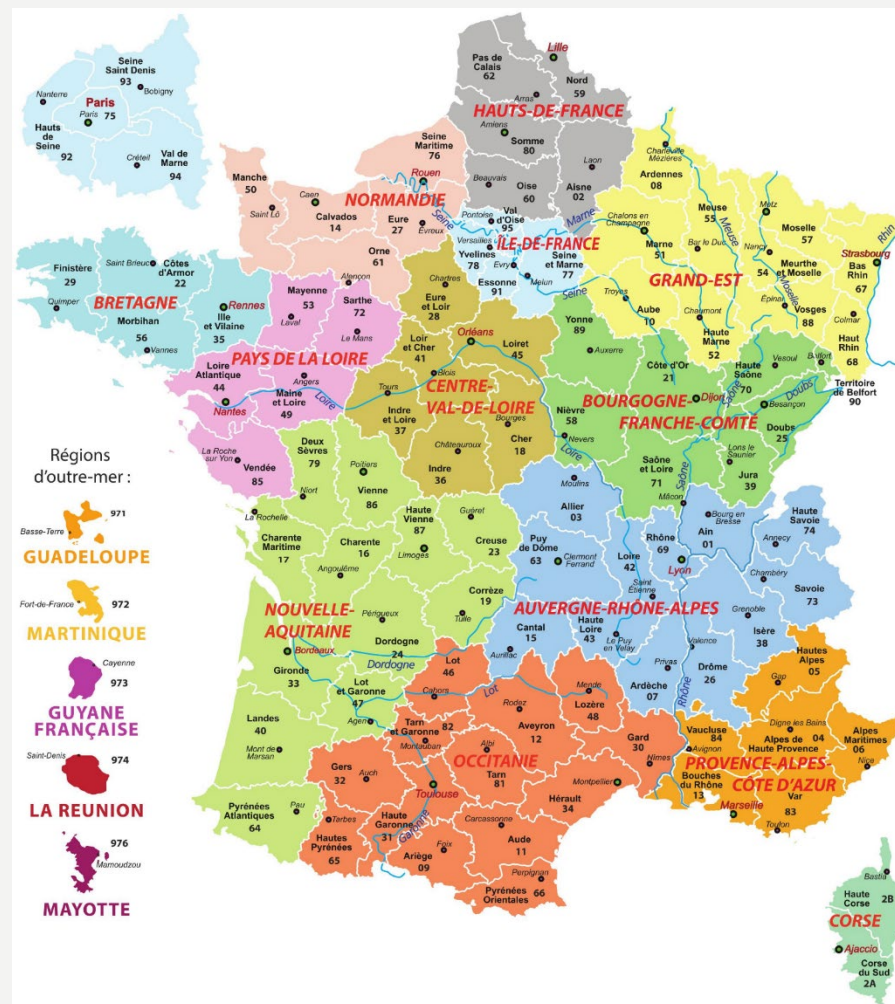 Seine
Saint Denis
93
Bobigny
Nanterre
Paris
Paris
75
Hauts
de
Seine
92
Créteil
Val de
Marne
94
Lille
Pas de
Calais
62
Nord
59
Arras
HAUTS-DE-FRANCE
Amiens
Somme
80
Laon
Beauvais
Oise
60
Aisne
02
Seine
Maritime
76
Rouen
Manche
50
NORMANDIE
Caen
Saint Lô
Calvados
14
Eure
27
Évreux
Seine
Orne
61
Alençon
Pontoise
Val
d'Oise
95
Marne
ÎLE-DE-FRANCE
Versailles
Yvelines
78
Evry
Seine
et Marne
77
Melun
Essonne
91
Seine
Charleville
Mézières
Ardennes
08
Meuse
55
Meuse
Metz
Moselle
57
Rhin
Chalons en
Champagne
Marne
51
Bar le Duc
Nancy
54
Meurthe
et Moselle
Strasbourg
Bas
Rhin
67
GRAND-EST
Moselle
Troyes
Aube
10
Chaumont
Épinal
Vosges
88
Colmar
Haute
Marne
52
Haut
Rhin
68
Finistère
29
Saint Brieuc
Côtes
d'Armor
22
BRETAGNE
Quimper
Morbihan
56
Vannes
Rennes
Ille
et Vilaine
35
Mayenne
53
Laval
Sarthe
72
Le Mans
PAYS DE LA LOIRE
Loire
Atlantique
44
Nantes
Angers
Maine et
Loire
49
Loire
La Roche
sur Yon
Vendée
85
Chartres
Eure
et Loir
28
Orléans
Loiret
45
Loir
et Cher
41
Blois
Tours
CENTRE-
VAL-DE-LOIRE
Indre
et Loire
37
Bourges
Châteauroux
Cher
18
Indre
36
Yonne
89
Auxerre
Côte d'Or
21
Dijon
Haute
Saône
70
Vesoul
Belfort
Territoire
de Belfort
90
Saône
Doubs
Besançon
BOURGOGNE-
FRANCHE-COMTÉ
Nièvre
58
Nevers
Loire
Doubs
25
Saône
et Loire
71
Saône
Lons le
Saunier
Jura
39
Mâcon
Deux
Sèvres
79
Poitiers
Niort
Vienne
86
La Rochelle
Charente
Maritime
17
Charente
16
Angoulême
Haute
Vienne
87
Limoges
Guéret
Creuse
23
Corrèze
19
Tulle
NOUVELLE-
AQUITAINE
Périgueux
Dordogne
24
Dordogne
Bordeaux
Gironde
33
Lot
et Garonne
47
Agen
Landes
40
Mont de
Marsan
Pyrénées
Atlantiques
64
Pau
Moulins
Allier
03
Puy
de Dôme
63
Clermont
Ferrand
Loire
42
Saint
Étienne
Rhône
69
Lyon
Bourg en
Bresse
Ain
01
Haute
Savoie
74
Annecy
Chambéry
Savoie
73
AUVERGNE-RHÔNE-ALPES
Grenoble
Isère
38
Cantal
15
Aurillac
Haute
Loire
43
Le Puy
en Velay
Valence
Privas
Ardèche
07
Rhône
Drôme
26
Lot
46
Cahors
Lot
Rodez
Aveyron
12
Mende
Lozère
48
Tarn
et Garonne
82
Montauban
Albi
Tarn
81
OCCITANIE
Gard
30
Nîmes
Gers
32
Auch
Toulouse
Montpellier
Hérault
34
Tarbes
Hautes
Pyrénées
65
Haute
Garonne
31
Garonne
Carcassonne
Aude
11
Foix
Ariège
09
Perpignan
Pyrénées
Orientales
66
Hautes
Alpes
05
Gap
Vaucluse
84
Avignon
Digne les Bains
04
Alpes de
Haute Provence
Alpes
Maritimes
06
Nice
PROVENCE-ALPES-
CÔTE D'AZUR
Bouches
du Rhône
13
Marseille
Var
83
Toulon
Bastia
Haute
Corse
2B
CORSE
Ajaccio
Corse
du Sud
2A
Régions
d'outre-mer :
971
Basse-Terre
GUADELOUPE
Fort-de-France
972
MARTINIQUE
Cayenne
973
GUYANE
FRANÇAISE
Saint-Denis
974
LA REUNION
976
Mamoudzou
MAYOTTE